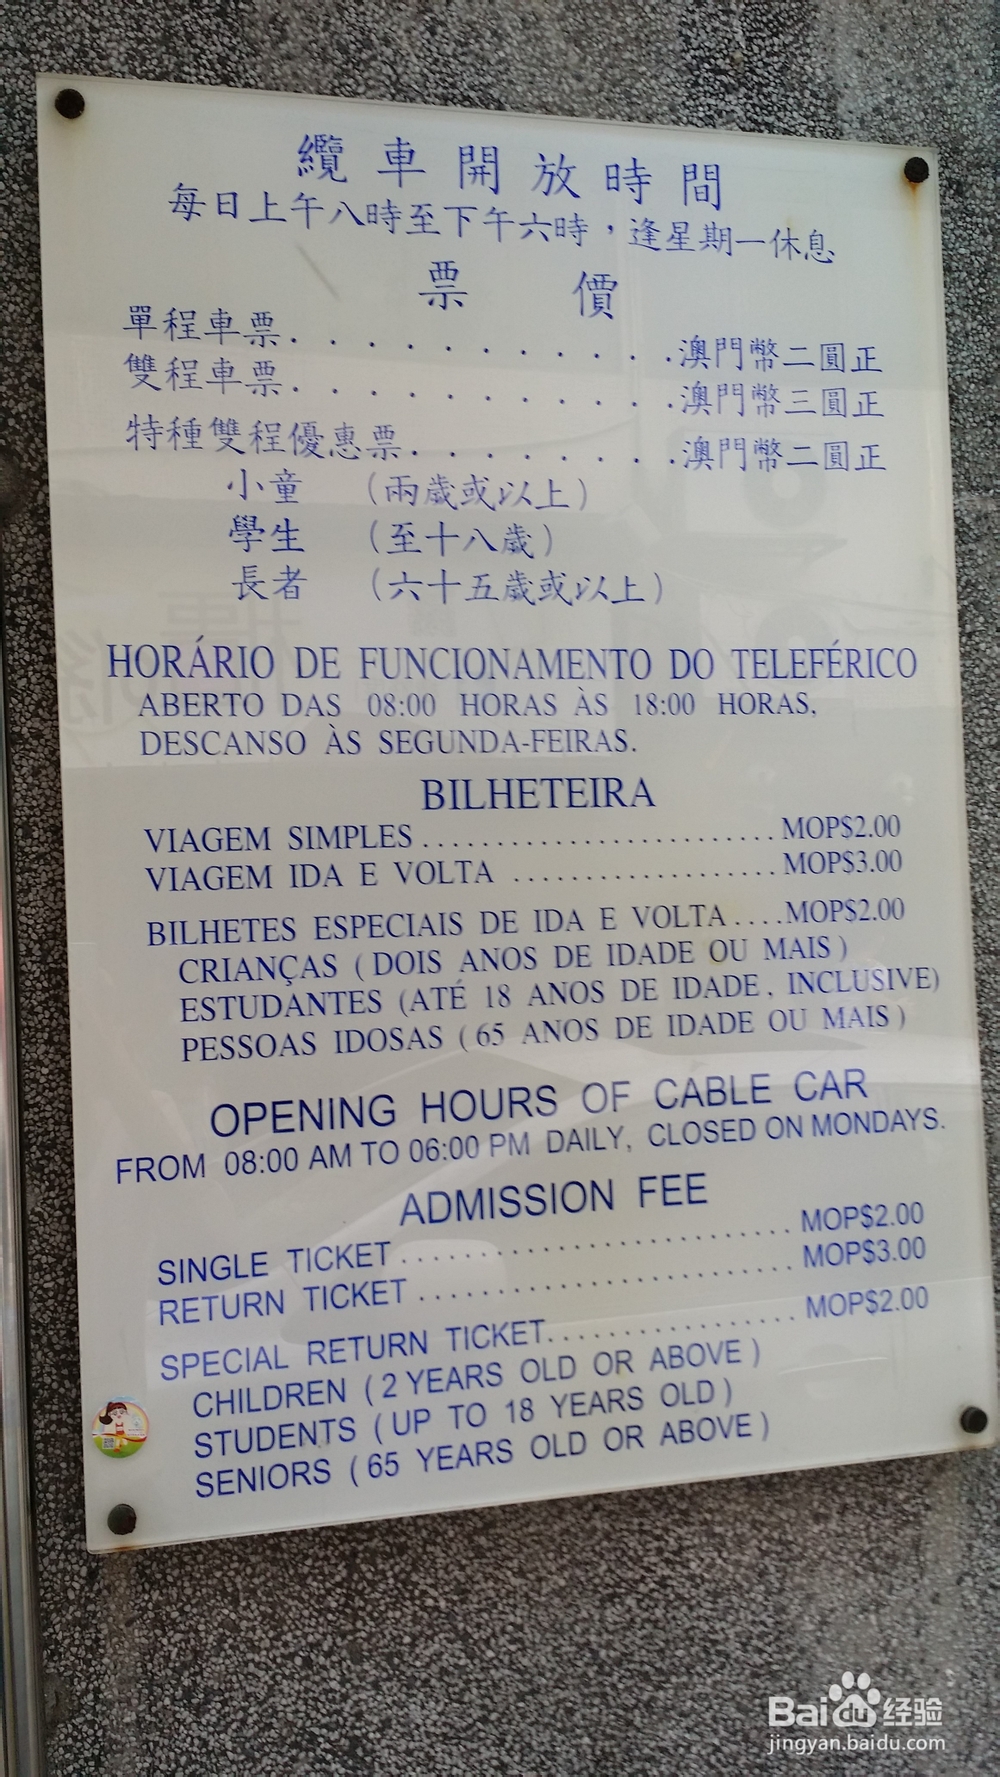 纜車開放時間
每日上午八時至下午六時，逢星期一休息
票價
單程車票............澳門幣二圓正
雙程車票............澳門幣三圓正
特種雙程優惠票.........澳門幣二圓正
小童 (兩歲或以上)
學生 (至十八歲)
長者 (六十五歲或以上)
HORÁRIO DE FUNCIONAMENTO DO TELEFÉRICO
ABERTO DAS 08:00 HORAS ÀS 18:00 HORAS,
DESCANSO ÀS SEGUNDA-FEIRAS.
BILHETEIRA
VIAGEM SIMPLES........................MOP$2.00
VIAGEM IDA E VOLTA ..................MOP$3.00
BILHETES ESPECIAIS DE IDA E VOLTA....MOP$2.00
CRIANÇAS (DOIS ANOS DE IDADE OU MAIS)
ESTUDANTES (ATÉ 18 ANOS DE IDADE, INCLUSIVE)
PESSOAS IDOSAS (65 ANOS DE IDADE OU MAIS)
OPENING HOURS OF CABLE CAR
FROM 08:00 AM TO 06:00 PM DAILY, CLOSED ON MONDAYS.
ADMISSION FEE
SINGLE TICKET.......................... MOP$2.00
RETURN TICKET ........................ MOP$3.00
SPECIAL RETURN TICKET................. MOP$2.00
CHILDREN (2 YEARS OLD OR ABOVE)
STUDENTS (UP TO 18 YEARS OLD)
SENIORS (65 YEARS OLD OR ABOVE)
Baidu经验
jingyan.baidu.com